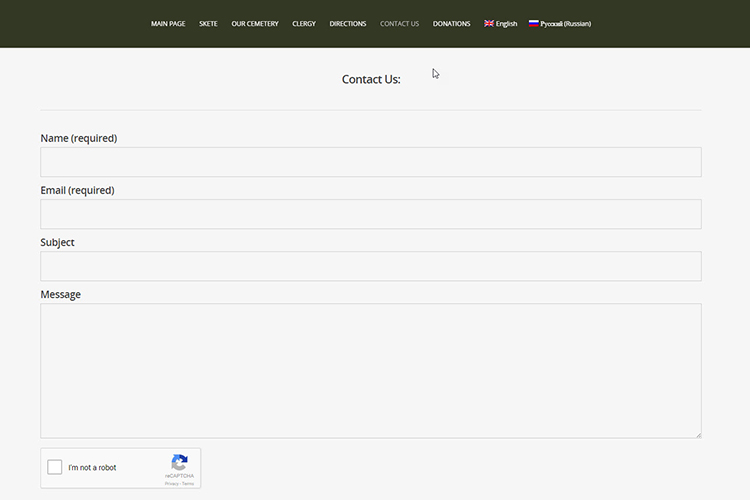 MAIN PAGE SKETE OUR CEMETERY CLERGY DIRECTIONS CONTACT US DONATIONS English Русский (Russian)
Contact Us:
Name (required)
Email (required)
Subject
Message
I'm not a robot
reCAPTCHA
Privacy - Terms